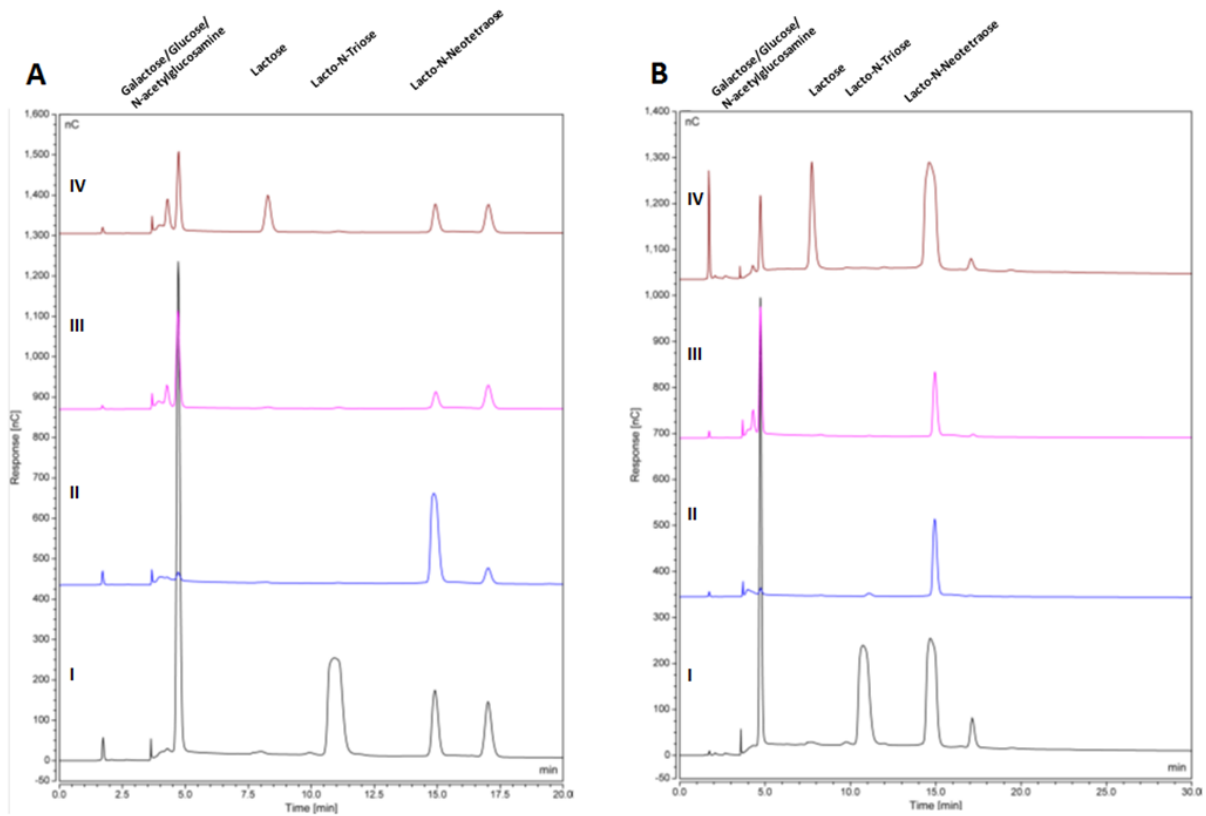 A
Galactose/Glucose/
N-acetylglucosamine
Lactose
Lacto-N-Triose
Lacto-N-Neotetraose
1,600
nC
1,500
IV
1,400
1,300
1,200
1,100
III
1,000
900
800
Response [nC]
700
600
II
500
400
300
200
I
100
0
-50
min
0.0
2.5
5.0
7.5
10.0
12.5
15.0
17.5
20.0
Time [min]
B
Galactose/Glucose/
N-acetylglucosamine
Lactose
Lacto-N-Triose
Lacto-N-Neotetraose
1,400
nC
1,300
IV
1,200
1,100
1,000
900
III
800
700
Response [nC]
600
II
500
400
300
200
I
100
0
-50
min
0.0
5.0
10.0
15.0
20.0
25.0
30.0
Time [min]